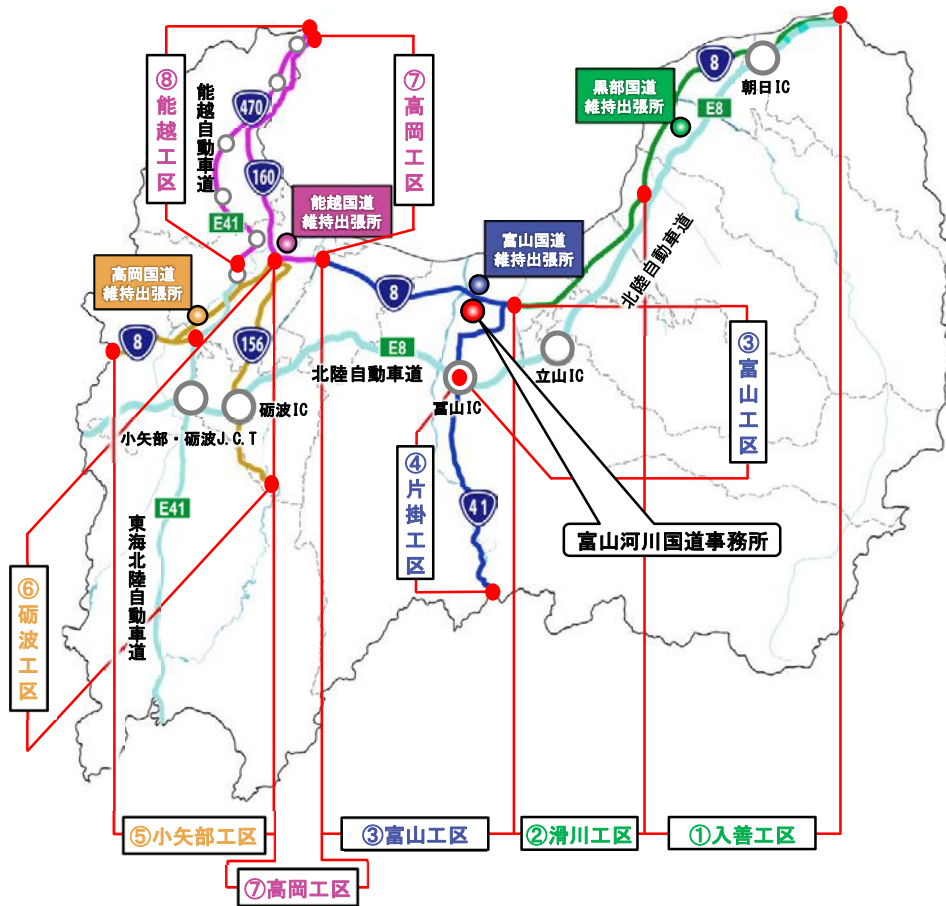 ⑧能越工区
能越自動車道
470
160
E41
⑦高岡工区
能越国道
維持出張所
高岡国道
維持出張所
8
156
黒部国道
維持出張所
8
朝日IC
E8
富山国道
維持出張所
8
北陸自動車道
E8
北陸自動車道
立山IC
富山IC
砺波IC
小矢部・砺波J.C.T
③富山工区
④片掛工区
41
富山河川国道事務所
E41
東海北陸自動車道
⑥砺波工区
⑤小矢部工区
③富山工区
②滑川工区
①入善工区
⑦高岡工区